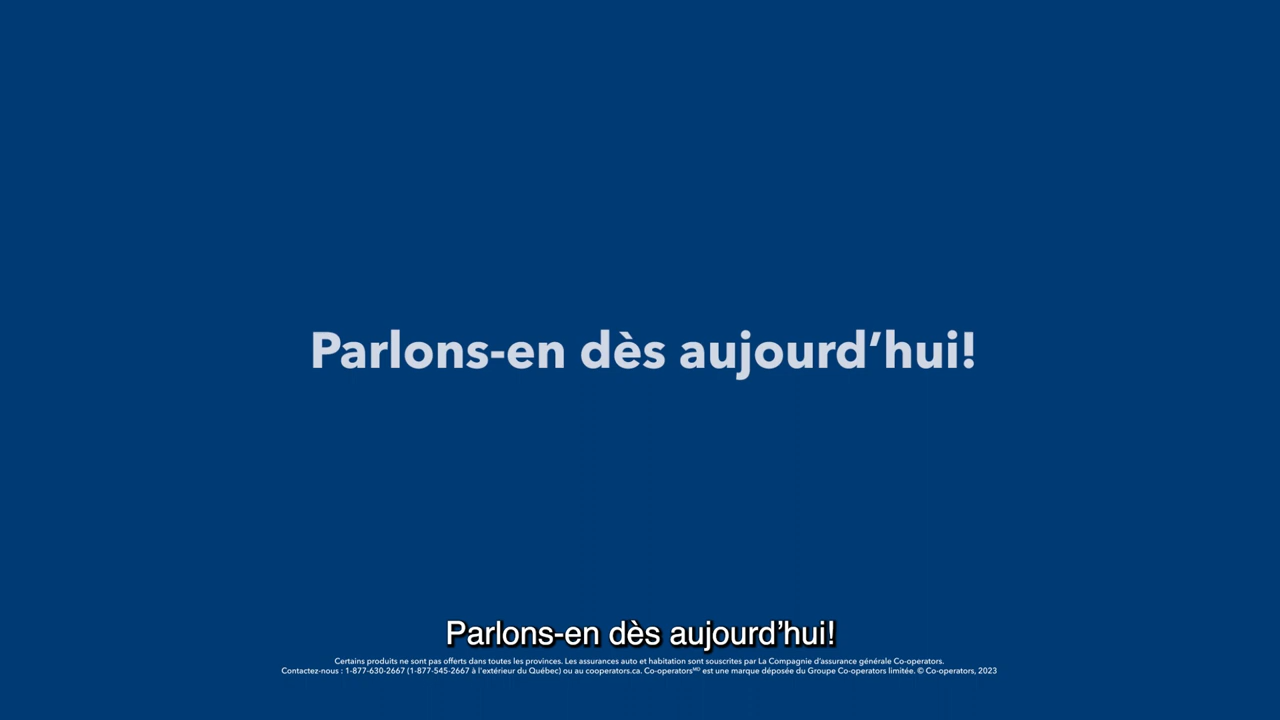 Parlons-en dès aujourd’hui!
Parlons-en dès aujourd’hui!
Certains produits ne sont pas offerts dans toutes les provinces. Les assurances auto et habitation sont souscrites par La Compagnie d’assurance générale Co-operators.
Contactez-nous : 1-877-630-2667 (1-877-545-2667 à l’extérieur du Québec) ou au cooperators.ca. Co-operatorsᴹᴰ est une marque déposée du Groupe Co-operators limitée. © Co-operators, 2023